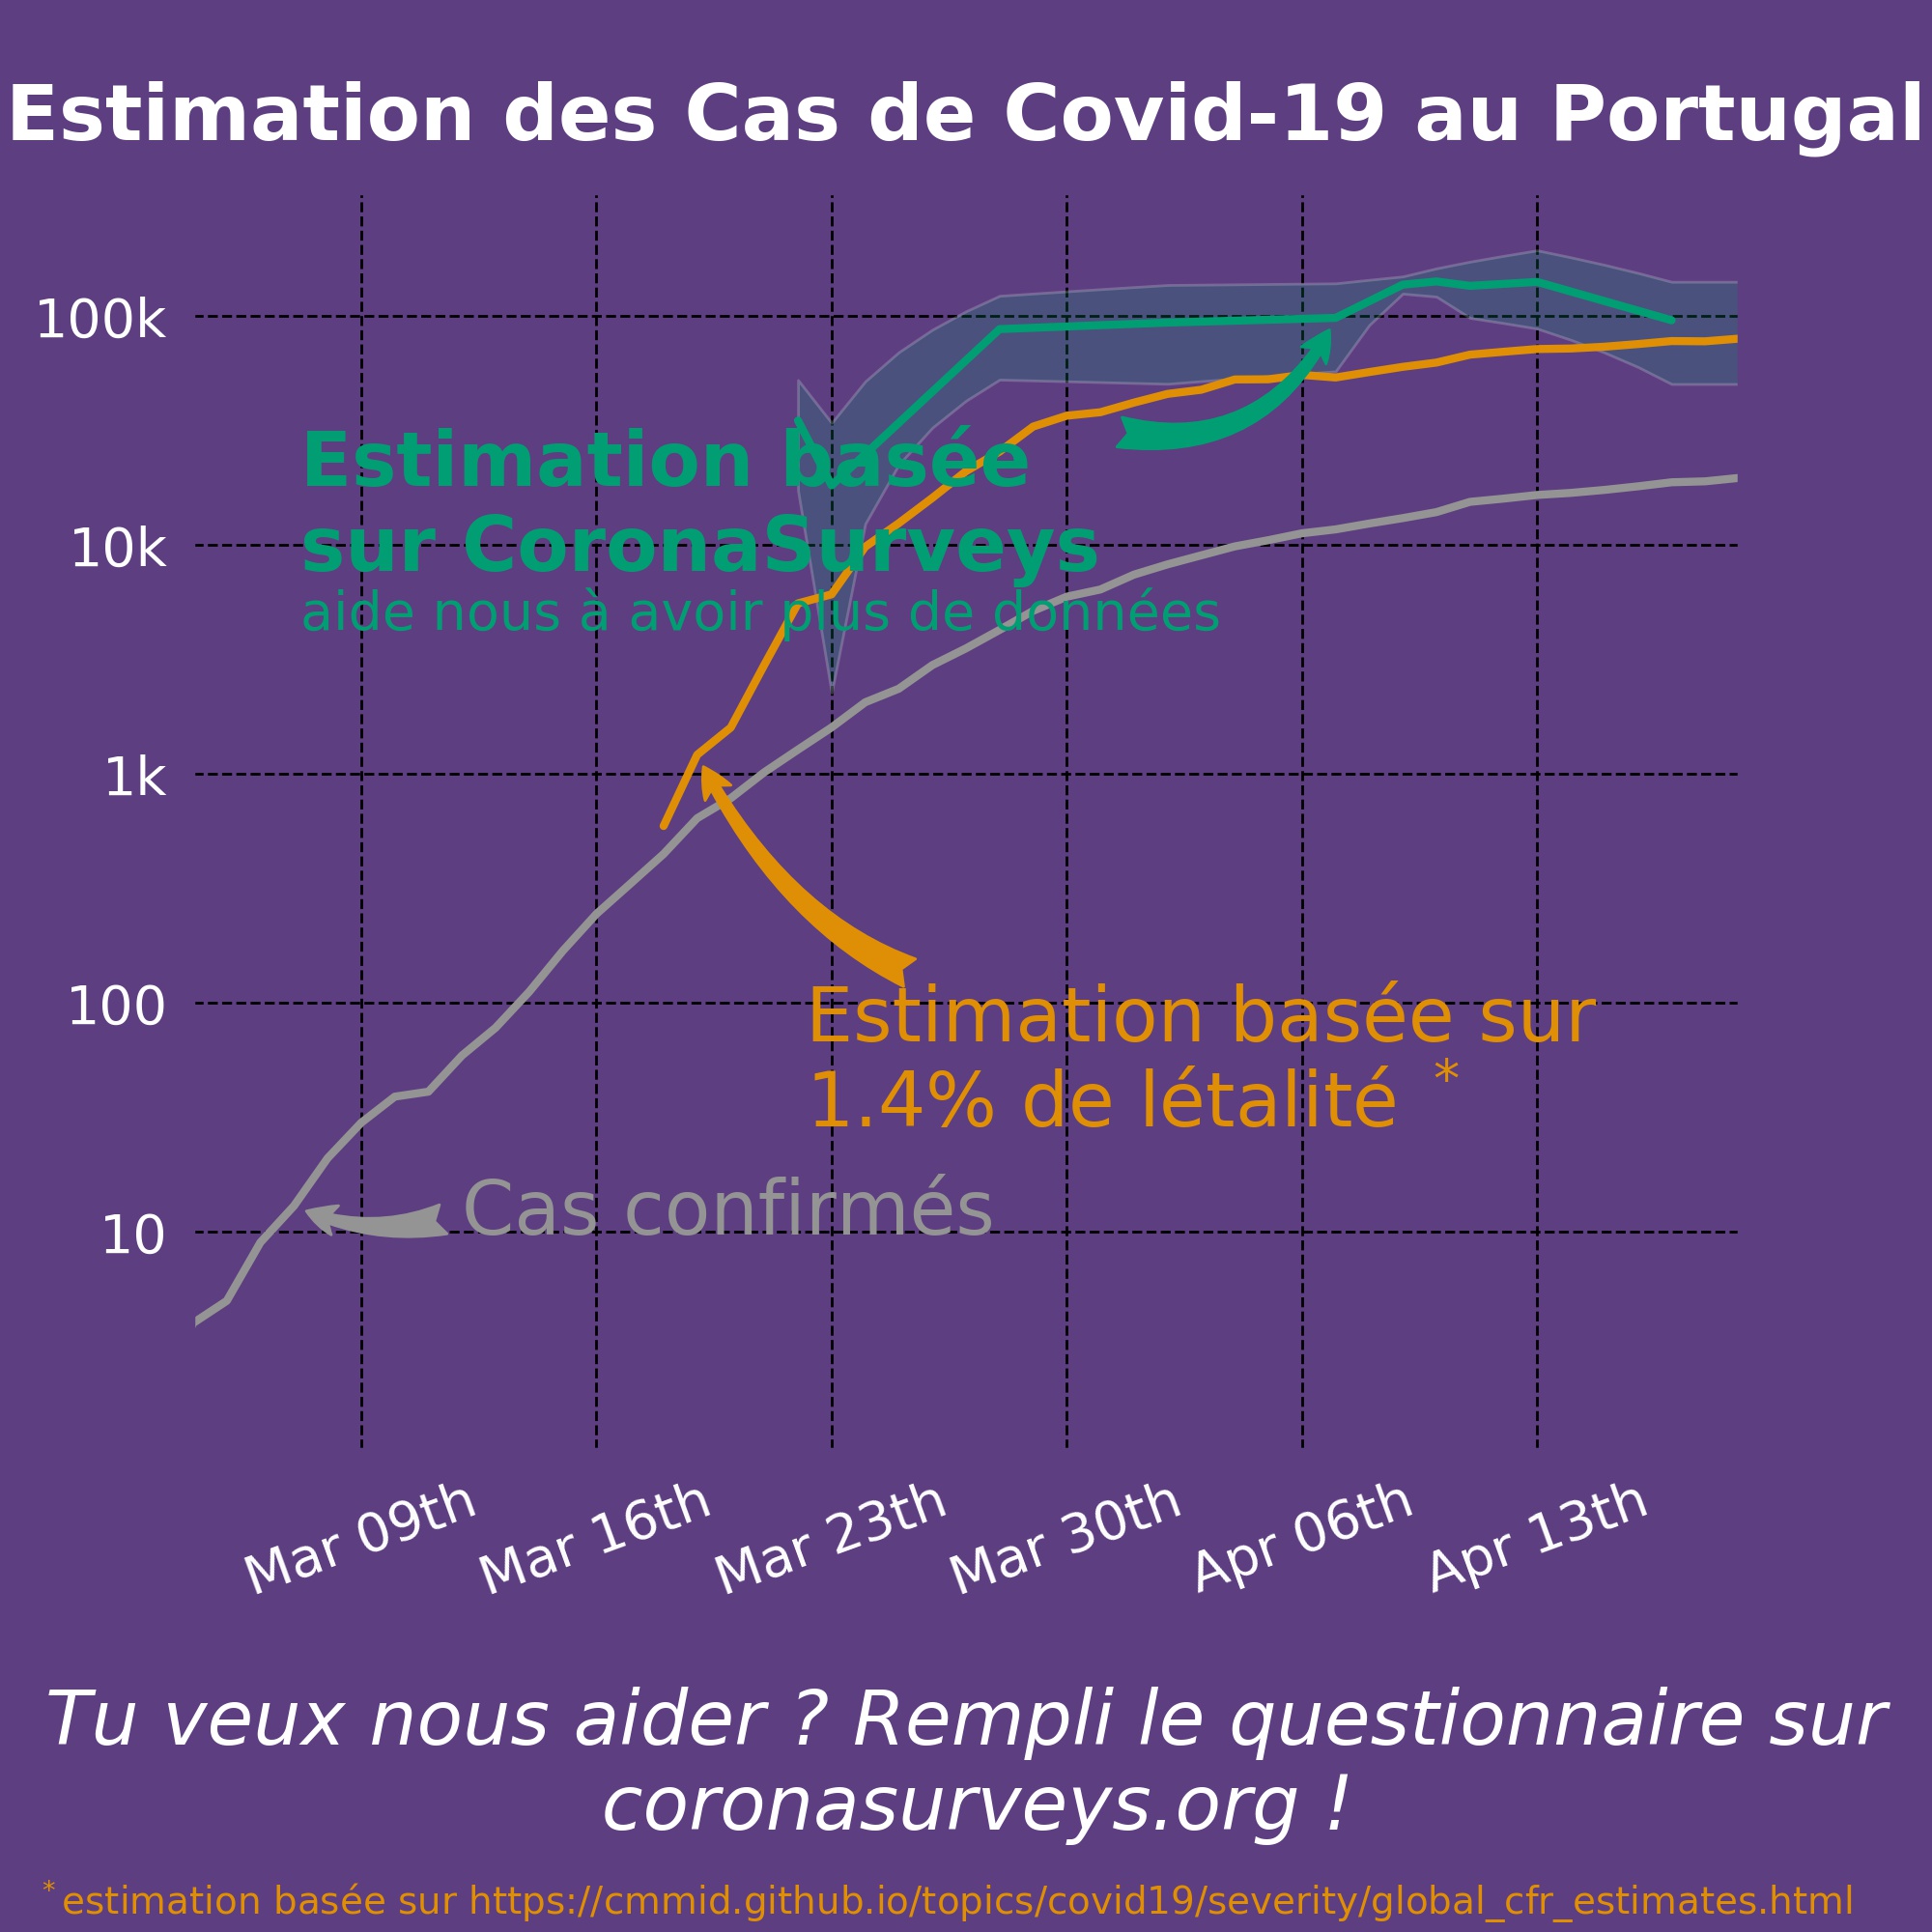 Estimation des Cas de Covid-19 au Portugal
100k
10k
1k
100
10
Estimation basée
sur CoronaSurveys
aide nous à avoir plus de données
Estimation basée sur
1.4% de létalité *
Cas confirmés
Mar 09th
Mar 16th
Mar 23th
Mar 30th
Apr 06th
Apr 13th
Tu veux nous aider ? Rempli le questionnaire sur
coronasurveys.org !
*estimation basée sur https://cmmid.github.io/topics/covid19/severity/global_cfr_estimates.html